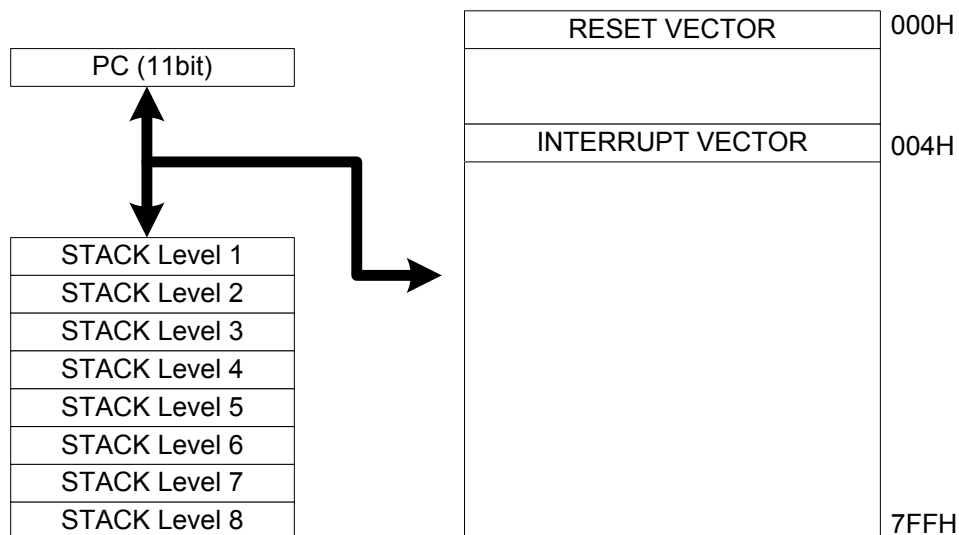 PC (11bit)
STACK Level 1
STACK Level 2
STACK Level 3
STACK Level 4
STACK Level 5
STACK Level 6
STACK Level 7
STACK Level 8
RESET VECTOR 000H
INTERRUPT VECTOR 004H
7FFH